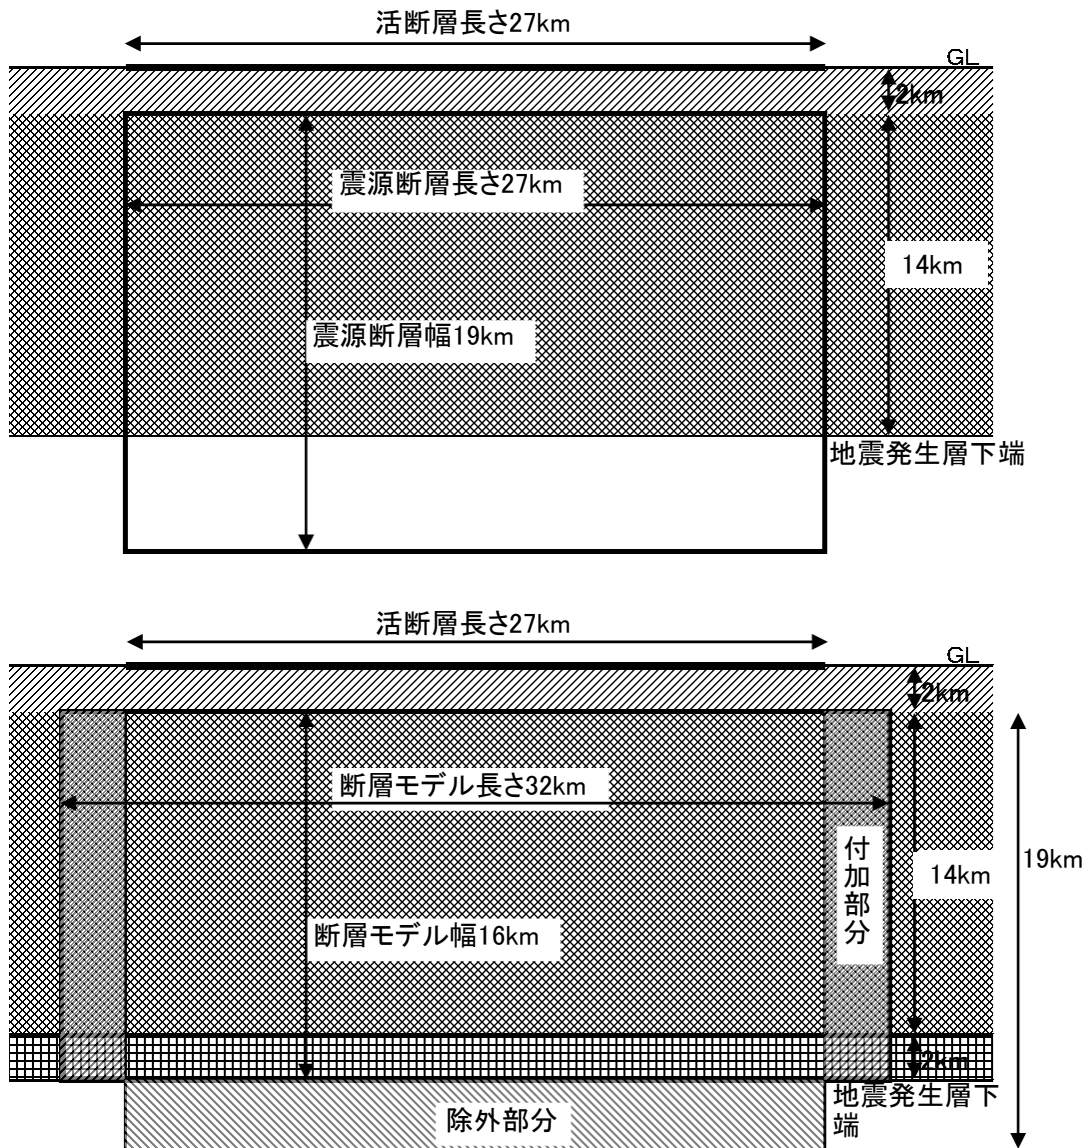 活断層長さ27km
GL
2km
震源断層長さ27km
14km
震源断層幅19km
地震発生層下端
活断層長さ27km
GL
2km
断層モデル長さ32km
付加部分
14km
19km
断層モデル幅16km
2km
地震発生層下
端
除外部分